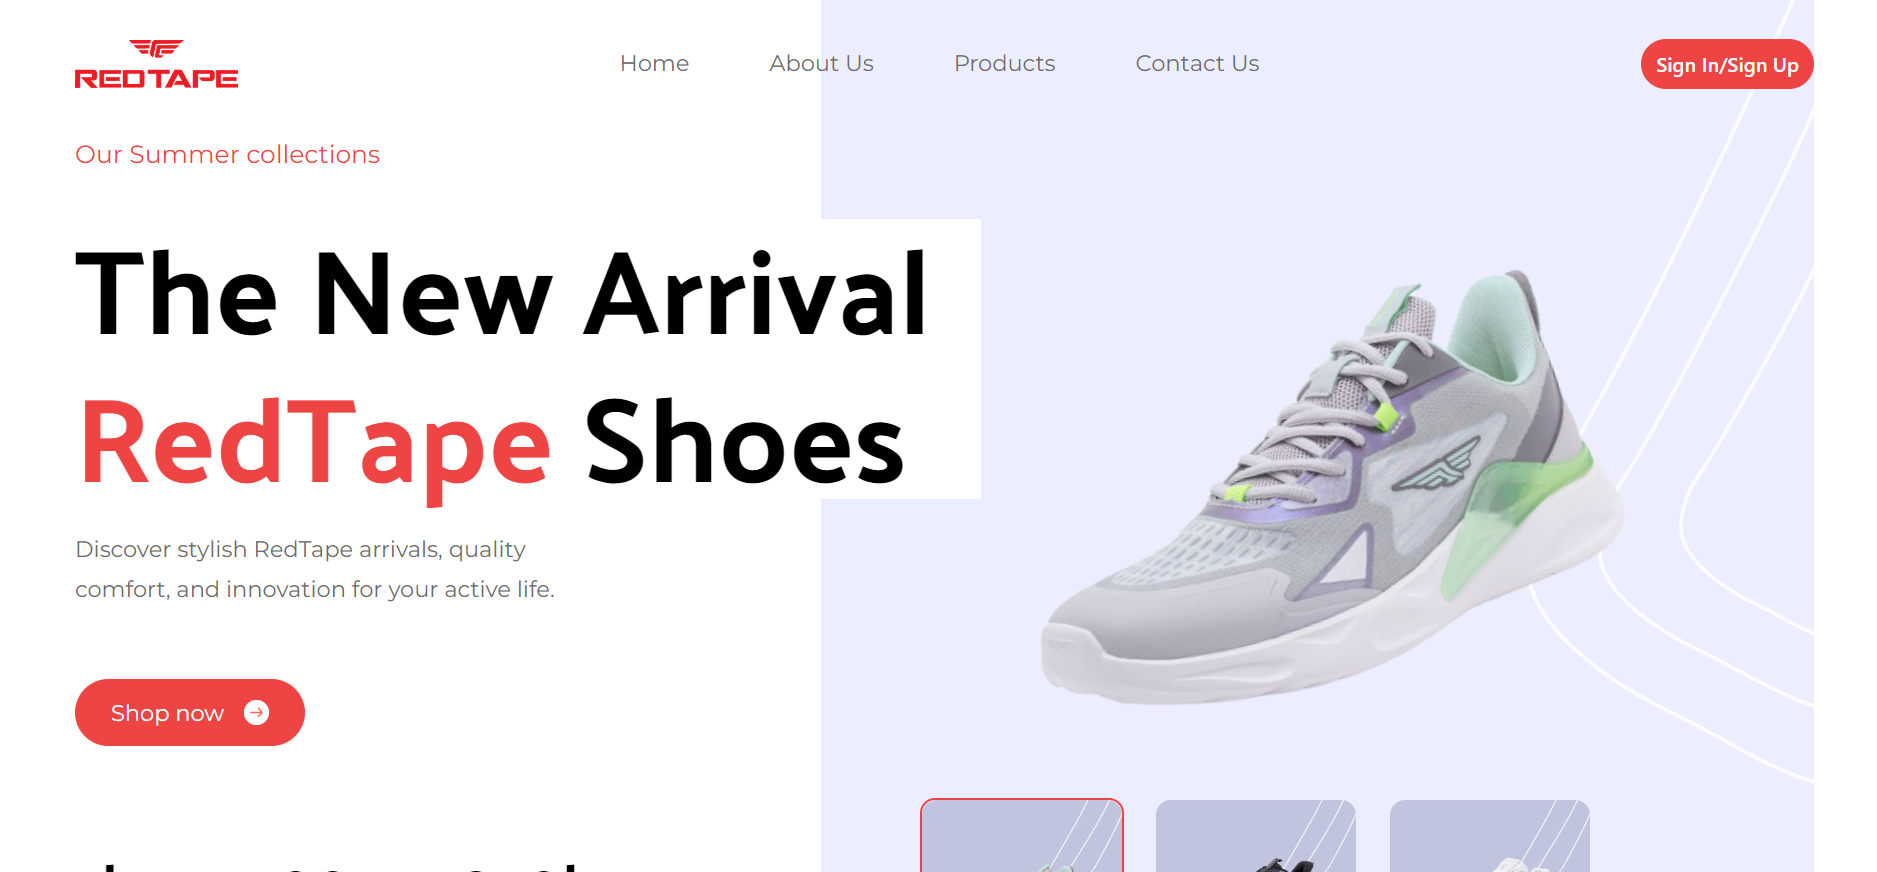 REDTAPE
Home
About Us
Products
Contact Us
Sign In/Sign Up
Our Summer collections
The New Arrival
RedTape Shoes
Discover stylish RedTape arrivals, quality
comfort, and innovation for your active life.
Shop now